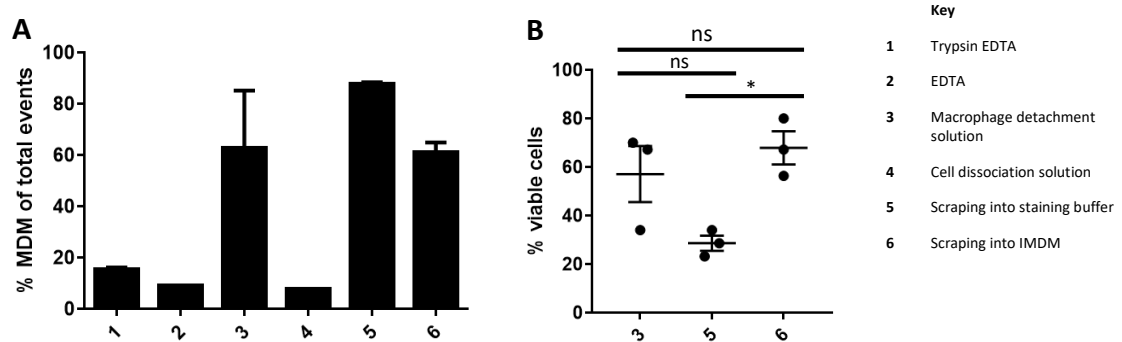 A
% MDM of total events
100
80
60
40
20
0
1
2
3
4
5
6
B
% viable cells
ns
ns
*
100
80
60
40
20
0
3
5
6
Key
1 Trypsin EDTA
2 EDTA
3 Macrophage detachment
solution
4 Cell dissociation solution
5 Scraping into staining buffer
6 Scraping into IMDM